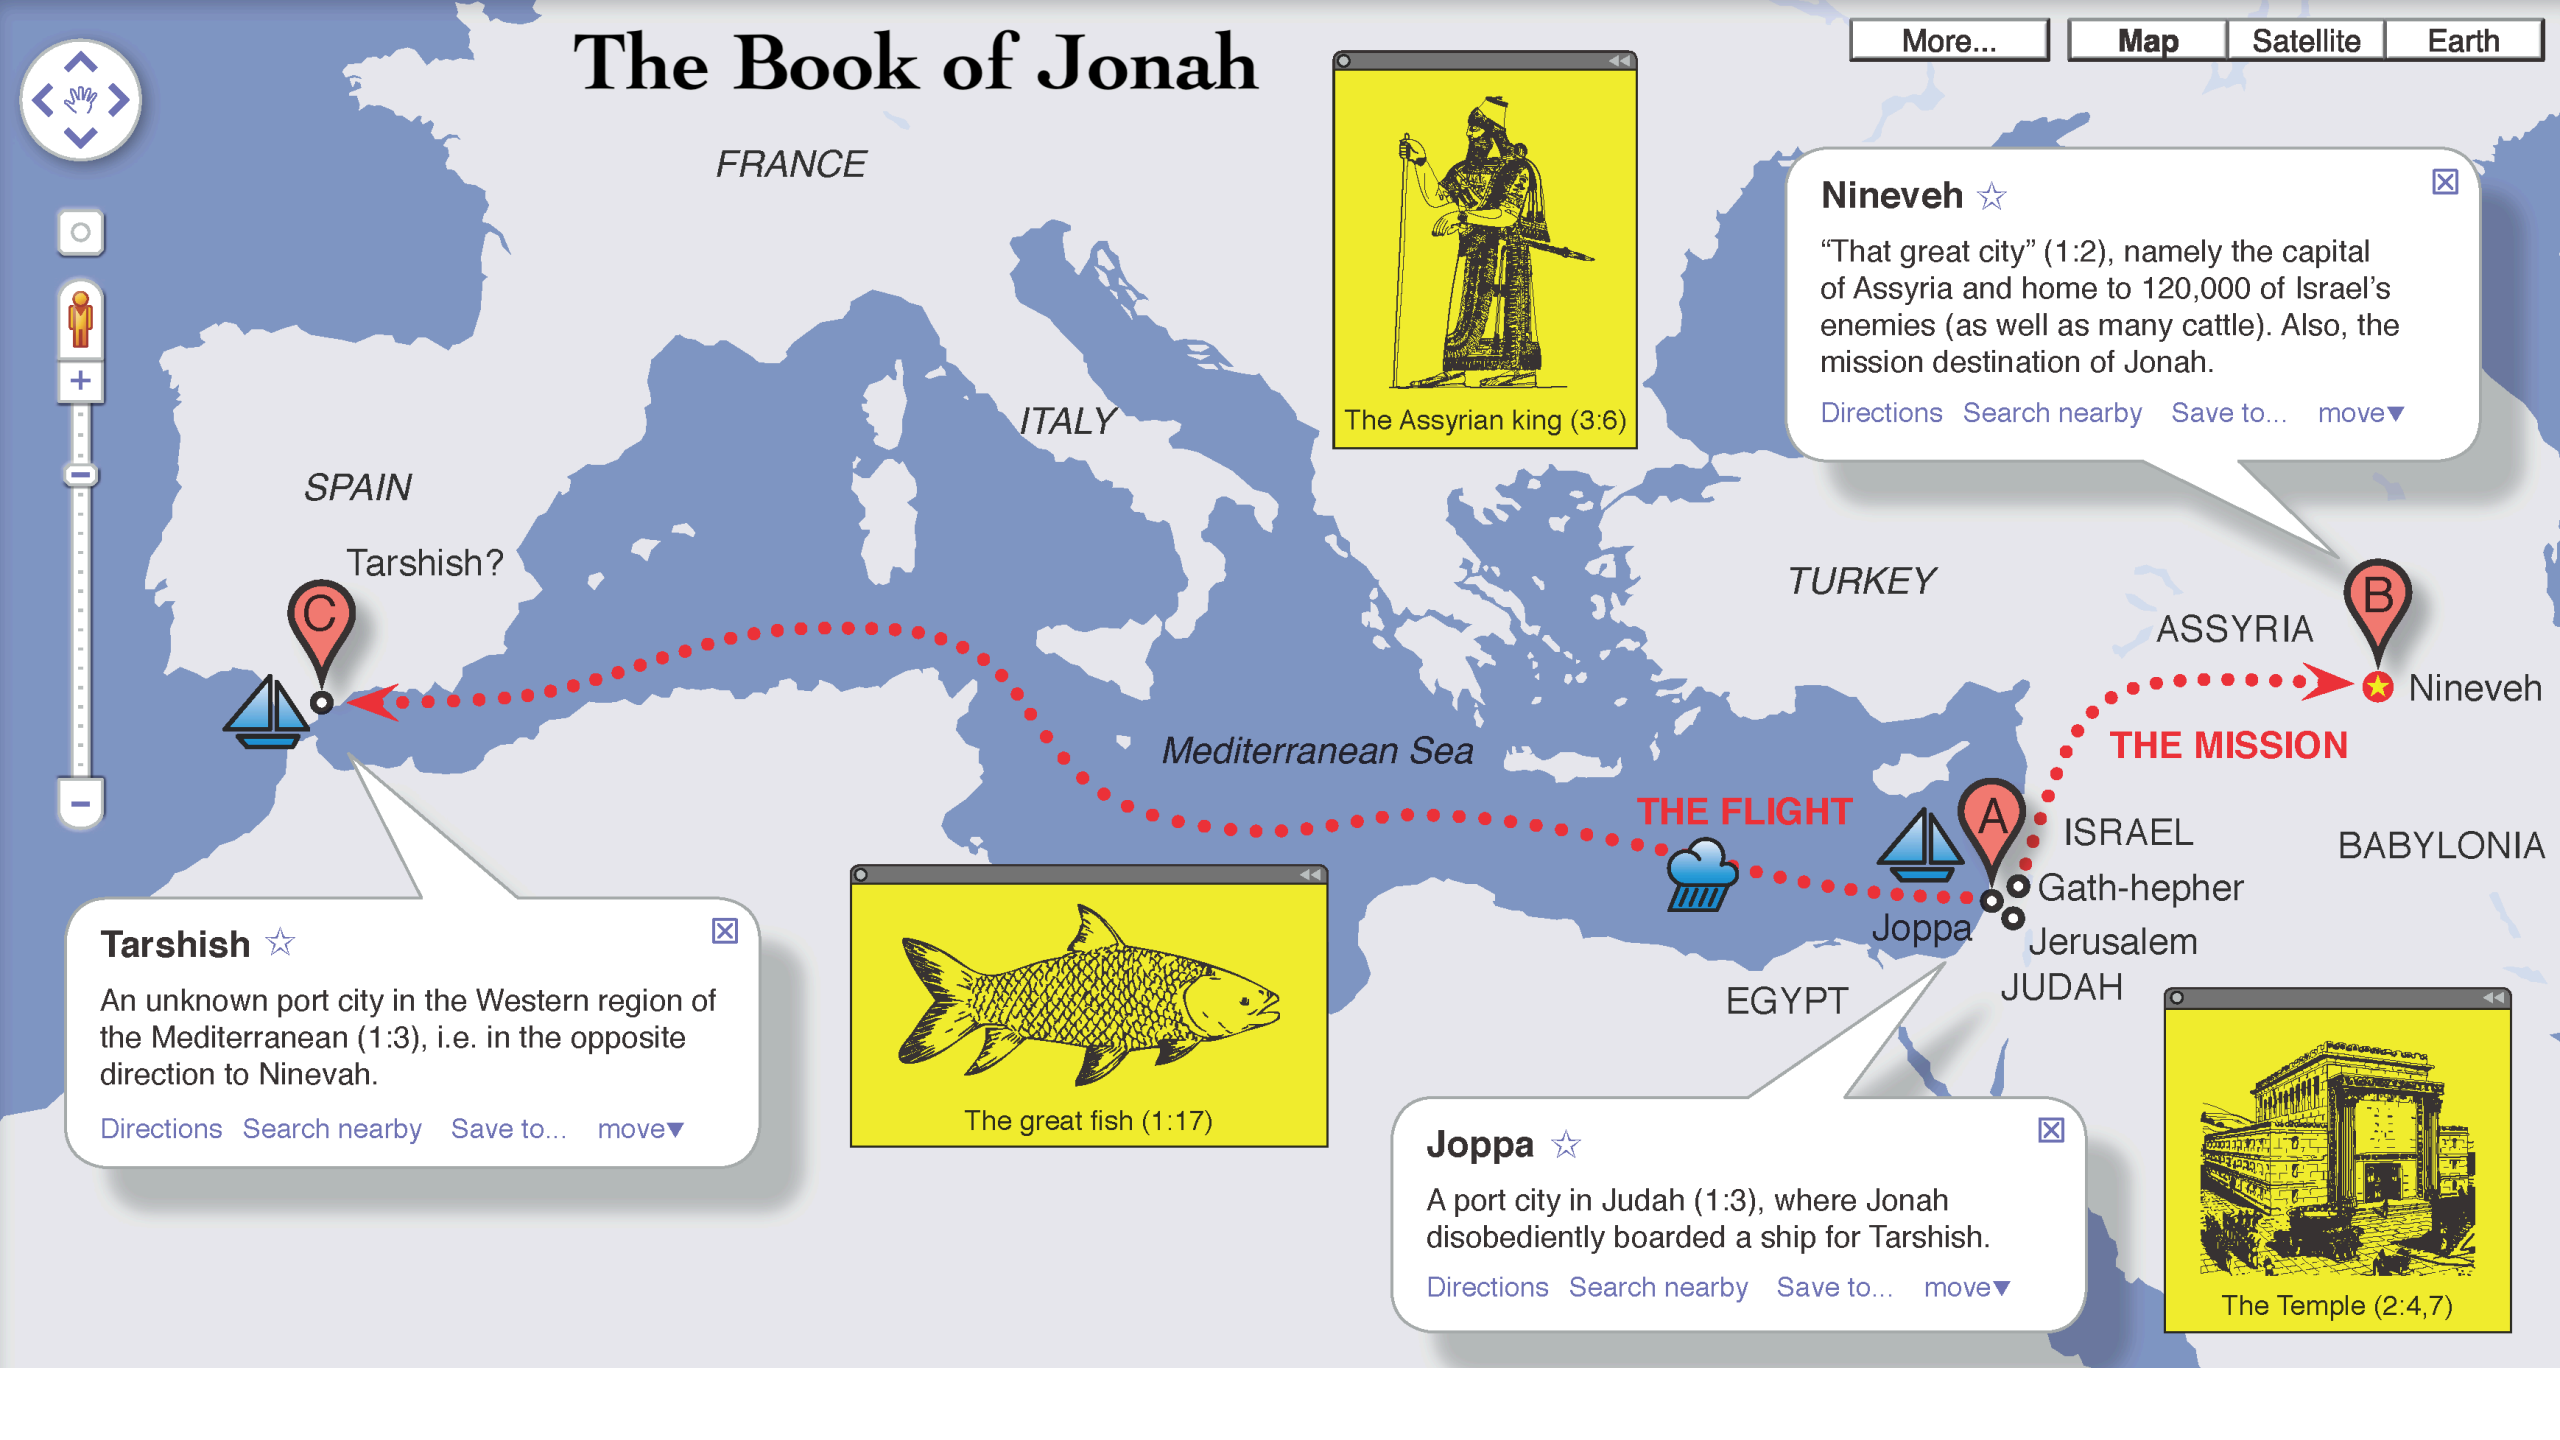 The Book of Jonah
More...
Map
Satellite
Earth
FRANCE
The Assyrian king (3:6)
Nineveh ☆
“That great city” (1:2), namely the capital
of Assyria and home to 120,000 of Israel’s
enemies (as well as many cattle). Also, the
mission destination of Jonah.
Directions Search nearby Save to... move▼
ITALY
SPAIN
Tarshish?
C
TURKEY
ASSYRIA
B
Nineveh
THE MISSION
Mediterranean Sea
THE FLIGHT
A
ISRAEL
BABYLONIA
Gath-hepher
Joppa
Jerusalem
JUDAH
EGYPT
Tarshish ☆
An unknown port city in the Western region of
the Mediterranean (1:3), i.e. in the opposite
direction to Ninevah.
Directions Search nearby Save to... move▼
The great fish (1:17)
Joppa ☆
A port city in Judah (1:3), where Jonah
disobediently boarded a ship for Tarshish.
Directions Search nearby Save to... move▼
The Temple (2:4,7)